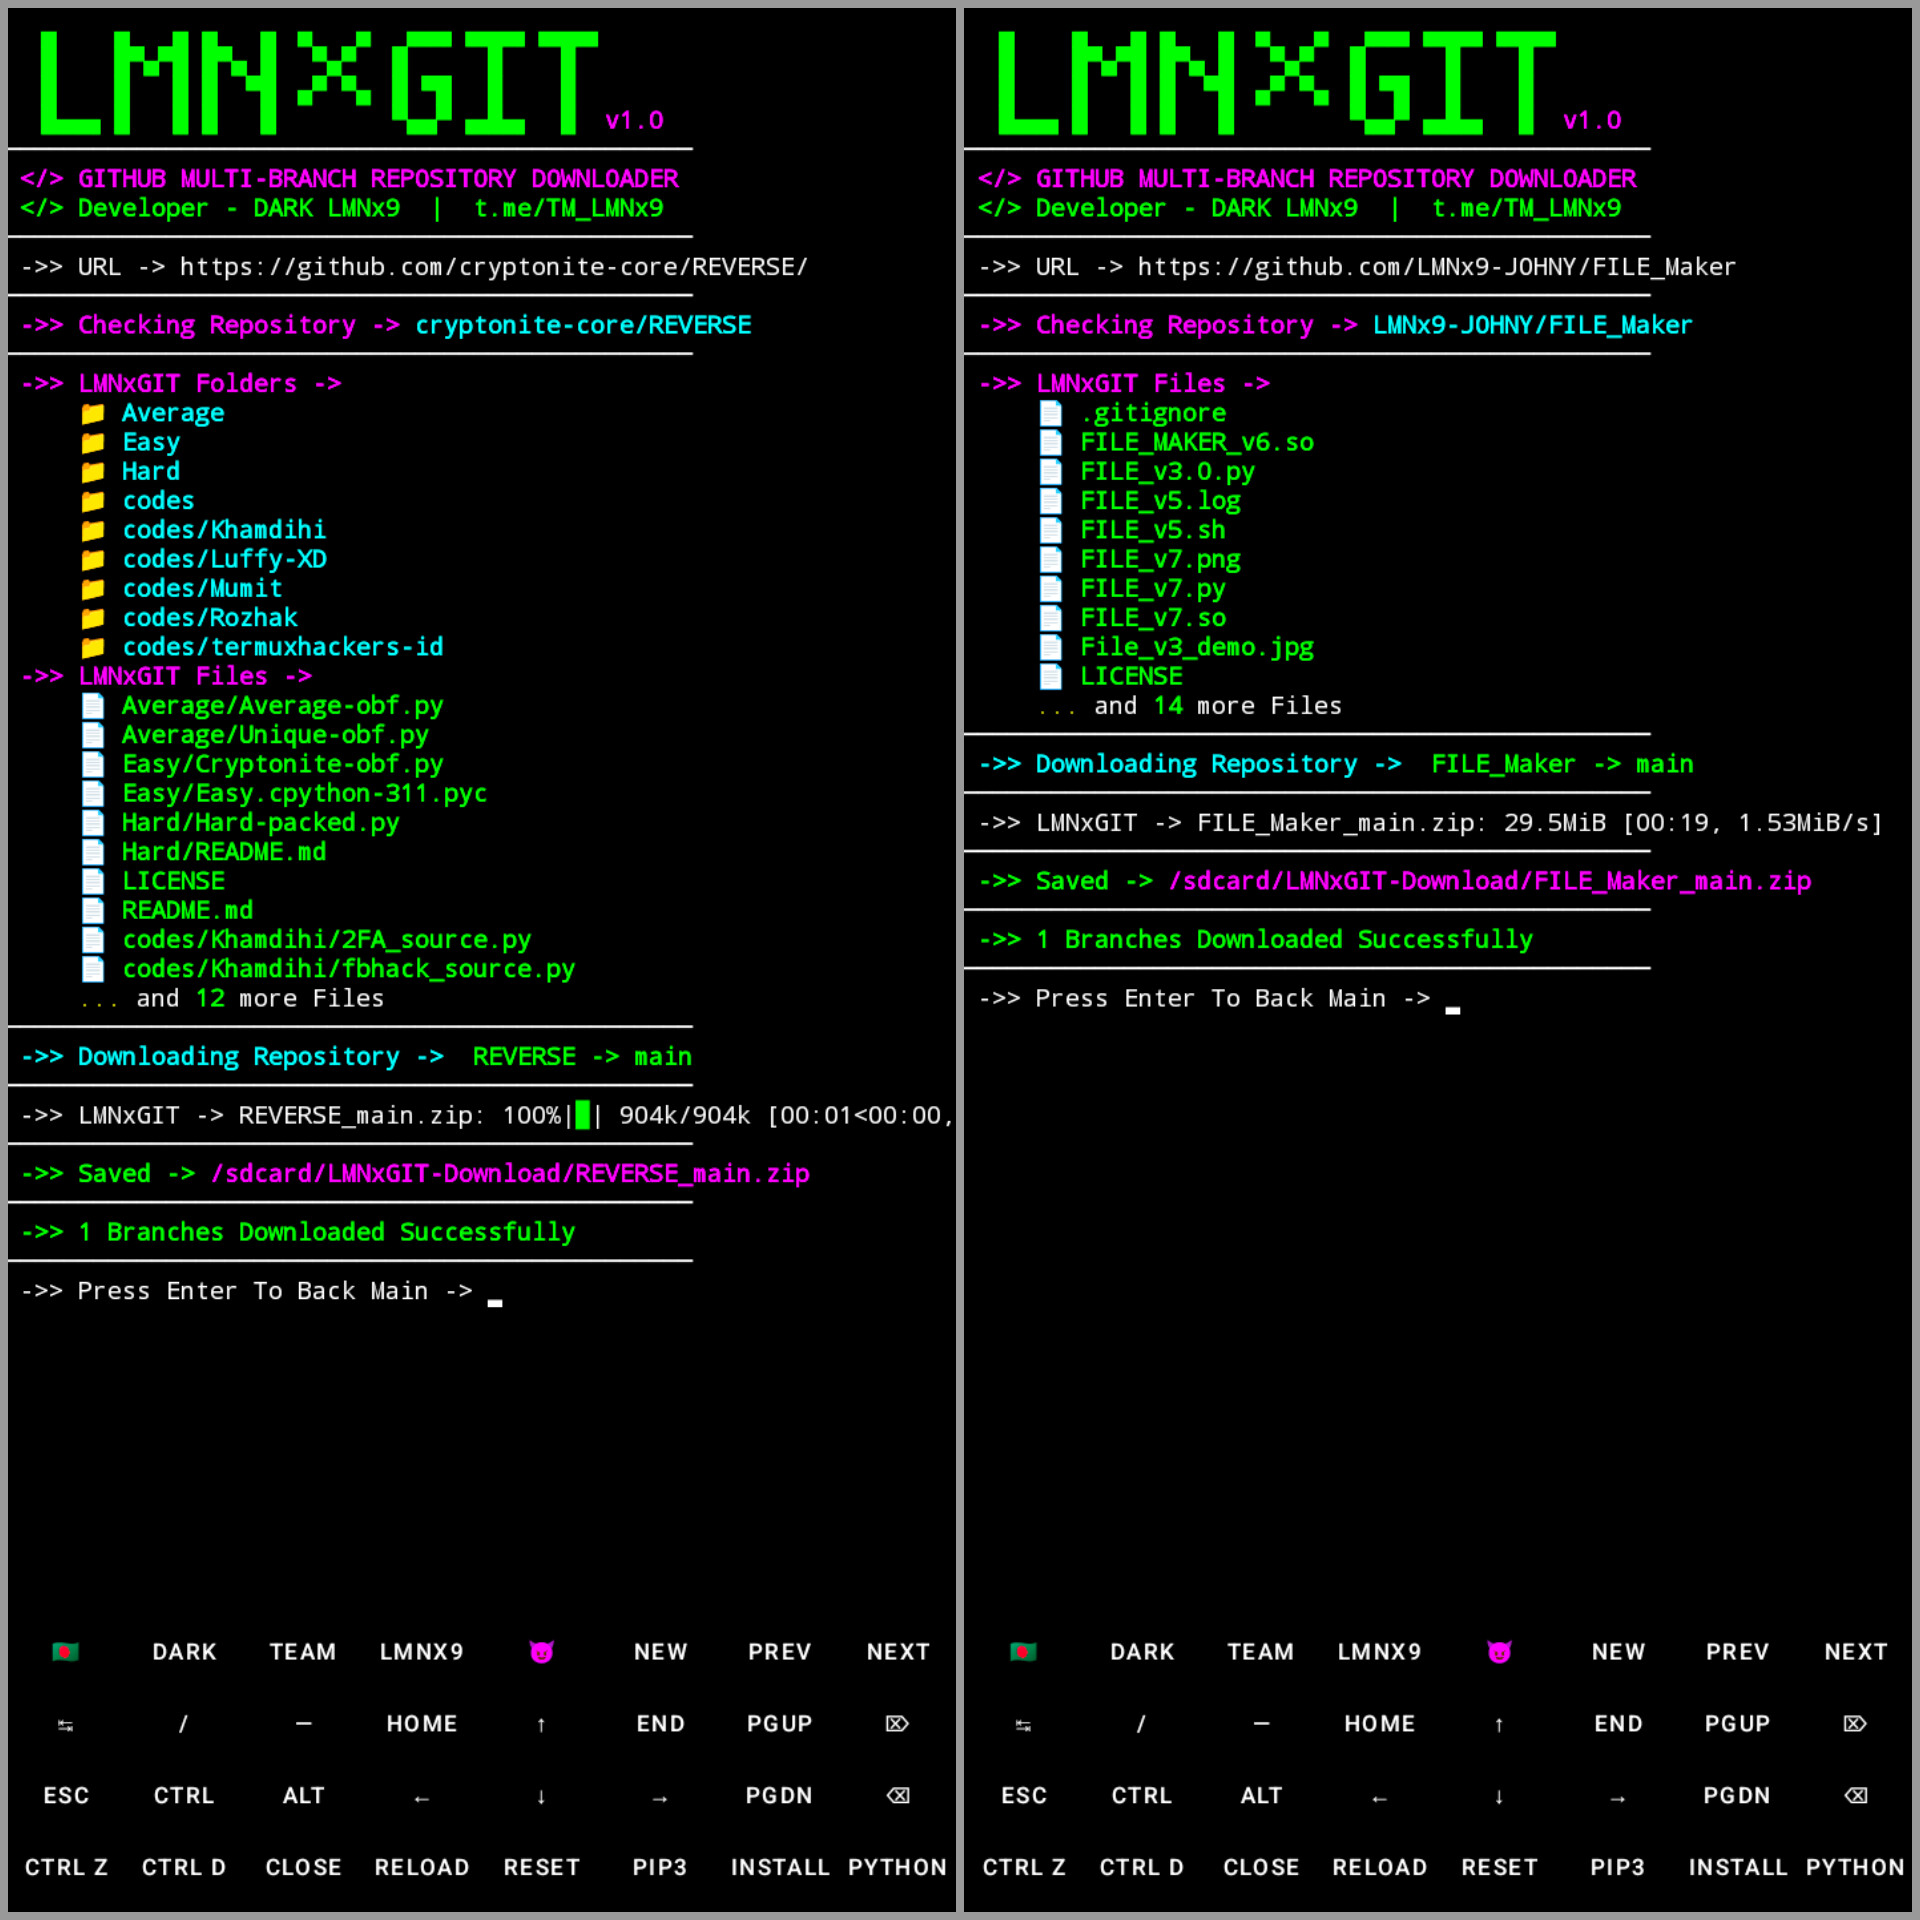 LMNxGIT v1.0
</> GITHUB MULTI-BRANCH REPOSITORY DOWNLOADER
</> Developer - DARK LMNx9 | t.me/TM_LMNx9
->> URL -> https://github.com/cryptonite-core/REVERSE/
->> Checking Repository -> cryptonite-core/REVERSE
->> LMNxGIT Folders ->
📁 Average
📁 Easy
📁 Hard
📁 codes
📁 codes/Khamdihi
📁 codes/Luffy-XD
📁 codes/Mumit
📁 codes/Rozhak
📁 codes/termuxhackers-id
->> LMNxGIT Files ->
📄 Average/Average-obf.py
📄 Average/Unique-obf.py
📄 Easy/Cryptonite-obf.py
📄 Easy/Easy.cpython-311.pyc
📄 Hard/Hard-packed.py
📄 Hard/README.md
📄 LICENSE
📄 README.md
📄 codes/Khamdihi/2FA_source.py
📄 codes/Khamdihi/fbhack_source.py
... and 12 more Files
->> Downloading Repository -> REVERSE -> main
->> LMNxGIT -> REVERSE_main.zip: 100%|█| 904k/904k [00:01<00:00,
->> Saved -> /sdcard/LMNxGIT-Download/REVERSE_main.zip
->> 1 Branches Downloaded Successfully
->> Press Enter To Back Main ->
🇧🇩 DARK TEAM LMNX9 😈 NEW PREV NEXT
↹ / — HOME ↑ END PGUP ⌦
ESC CTRL ALT ← ↓ → PGDN ⌫
CTRL Z CTRL D CLOSE RELOAD RESET PIP3 INSTALL PYTHON
LMNxGIT v1.0
</> GITHUB MULTI-BRANCH REPOSITORY DOWNLOADER
</> Developer - DARK LMNx9 | t.me/TM_LMNx9
->> URL -> https://github.com/LMNx9-JOHNY/FILE_Maker
->> Checking Repository -> LMNx9-JOHNY/FILE_Maker
->> LMNxGIT Files ->
📄 .gitignore
📄 FILE_MAKER_v6.so
📄 FILE_v3.0.py
📄 FILE_v5.log
📄 FILE_v5.sh
📄 FILE_v7.png
📄 FILE_v7.py
📄 FILE_v7.so
📄 File_v3_demo.jpg
📄 LICENSE
... and 14 more Files
->> Downloading Repository -> FILE_Maker -> main
->> LMNxGIT -> FILE_Maker_main.zip: 29.5MiB [00:19, 1.53MiB/s]
->> Saved -> /sdcard/LMNxGIT-Download/FILE_Maker_main.zip
->> 1 Branches Downloaded Successfully
->> Press Enter To Back Main ->
🇧🇩 DARK TEAM LMNX9 😈 NEW PREV NEXT
↹ / — HOME ↑ END PGUP ⌦
ESC CTRL ALT ← ↓ → PGDN ⌫
CTRL Z CTRL D CLOSE RELOAD RESET PIP3 INSTALL PYTHON